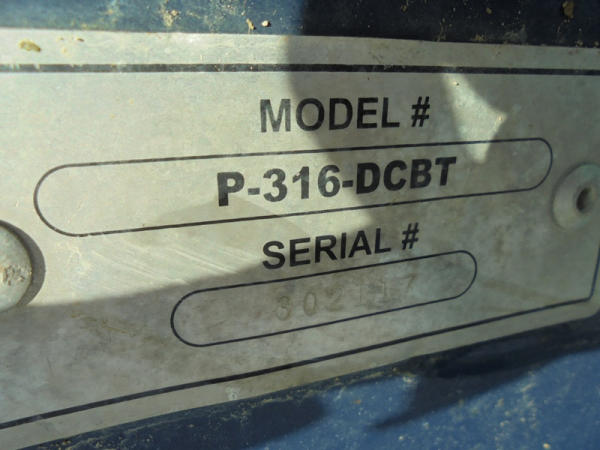 MODEL #
P-316-DCBT
SERIAL #
302117